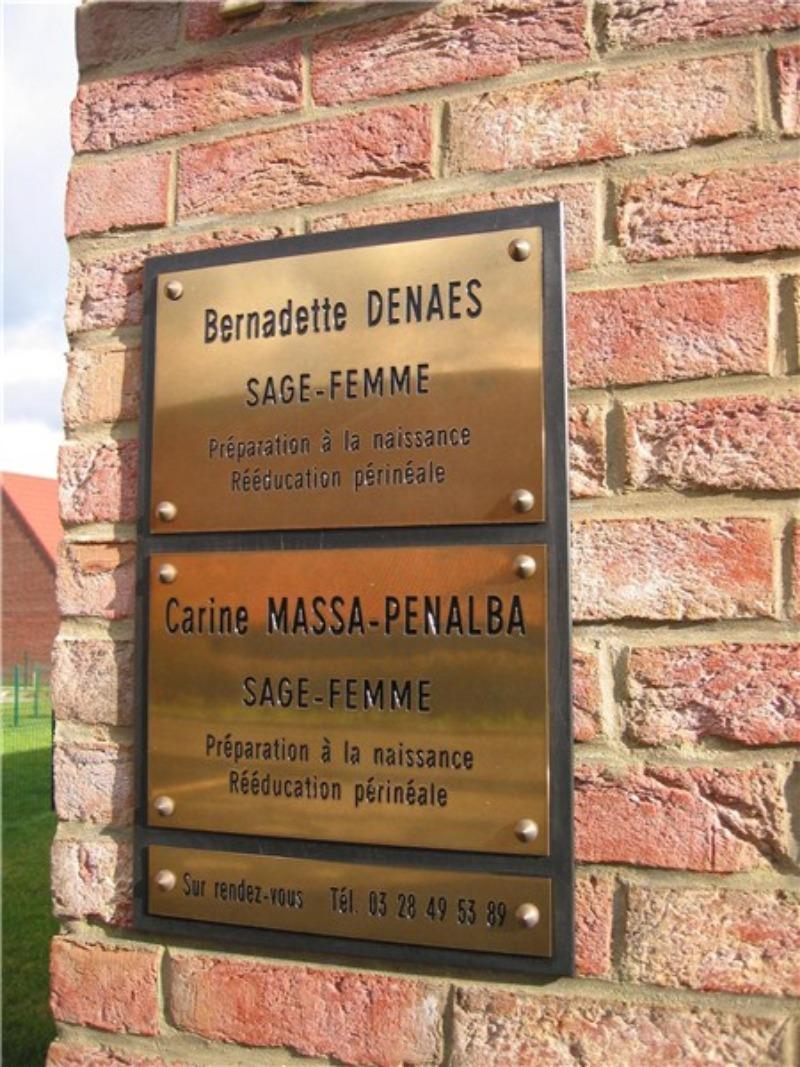 Bernadette DENAES
SAGE-FEMME
Préparation à la naissance
Rééducation périnéale
Carine MASSA-PENALBA
SAGE-FEMME
Préparation à la naissance
Rééducation périnéale
Sur rendez-vous Tél. 03 28 49 53 89